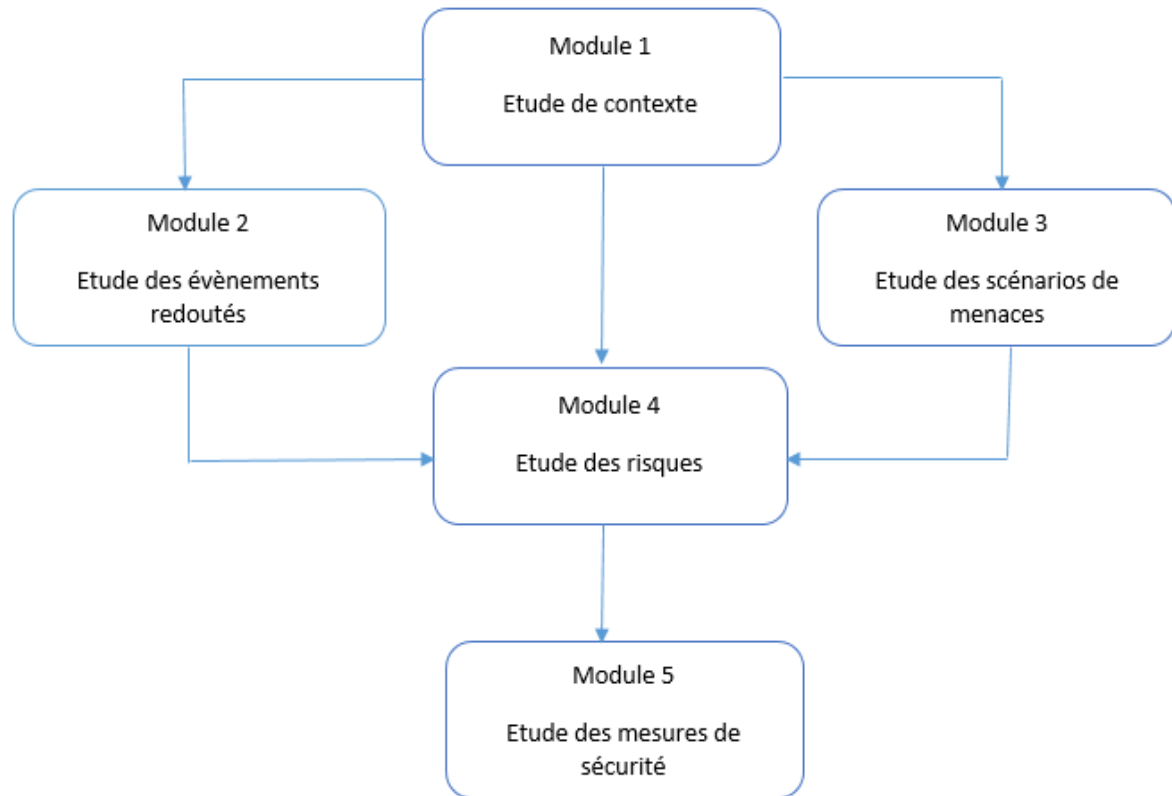 Module 1
Etude de contexte
Module 2
Etude des évènements
redoutés
Module 3
Etude des scénarios de
menaces
Module 4
Etude des risques
Module 5
Etude des mesures de
sécurité